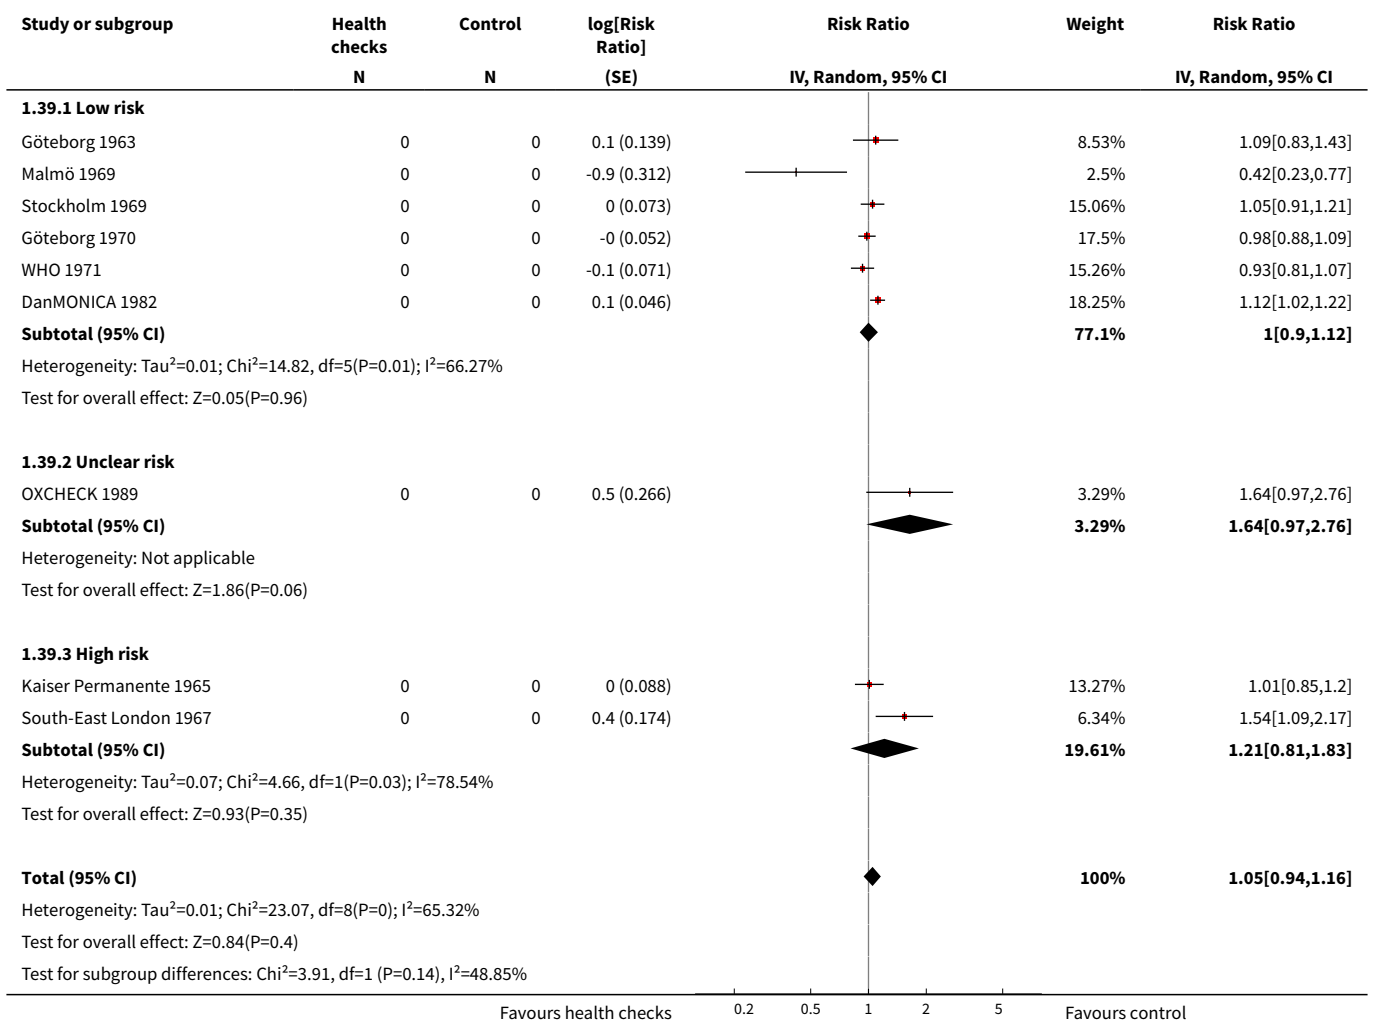 Study or subgroup Health checks Control log[Risk Ratio] Risk Ratio Weight Risk Ratio
N N (SE) IV, Random, 95% CI IV, Random, 95% CI
1.39.1 Low risk
Göteborg 1963 0 0 0.1 (0.139) 8.53% 1.09[0.83,1.43]
Malmö 1969 0 0 -0.9 (0.312) 2.5% 0.42[0.23,0.77]
Stockholm 1969 0 0 0 (0.073) 15.06% 1.05[0.91,1.21]
Göteborg 1970 0 0 -0 (0.052) 17.5% 0.98[0.88,1.09]
WHO 1971 0 0 -0.1 (0.071) 15.26% 0.93[0.81,1.07]
DanMONICA 1982 0 0 0.1 (0.046) 18.25% 1.12[1.02,1.22]
Subtotal (95% CI) 77.1% 1[0.9,1.12]
Heterogeneity: Tau²=0.01; Chi²=14.82, df=5(P=0.01); I²=66.27%
Test for overall effect: Z=0.05(P=0.96)
1.39.2 Unclear risk
OXCHECK 1989 0 0 0.5 (0.266) 3.29% 1.64[0.97,2.76]
Subtotal (95% CI) 3.29% 1.64[0.97,2.76]
Heterogeneity: Not applicable
Test for overall effect: Z=1.86(P=0.06)
1.39.3 High risk
Kaiser Permanente 1965 0 0 0 (0.088) 13.27% 1.01[0.85,1.2]
South-East London 1967 0 0 0.4 (0.174) 6.34% 1.54[1.09,2.17]
Subtotal (95% CI) 19.61% 1.21[0.81,1.83]
Heterogeneity: Tau²=0.07; Chi²=4.66, df=1(P=0.03); I²=78.54%
Test for overall effect: Z=0.93(P=0.35)
Total (95% CI) 100% 1.05[0.94,1.16]
Heterogeneity: Tau²=0.01; Chi²=23.07, df=8(P=0); I²=65.32%
Test for overall effect: Z=0.84(P=0.4)
Test for subgroup differences: Chi²=3.91, df=1 (P=0.14), I²=48.85%
Favours health checks 0.2 0.5 1 2 5 Favours control